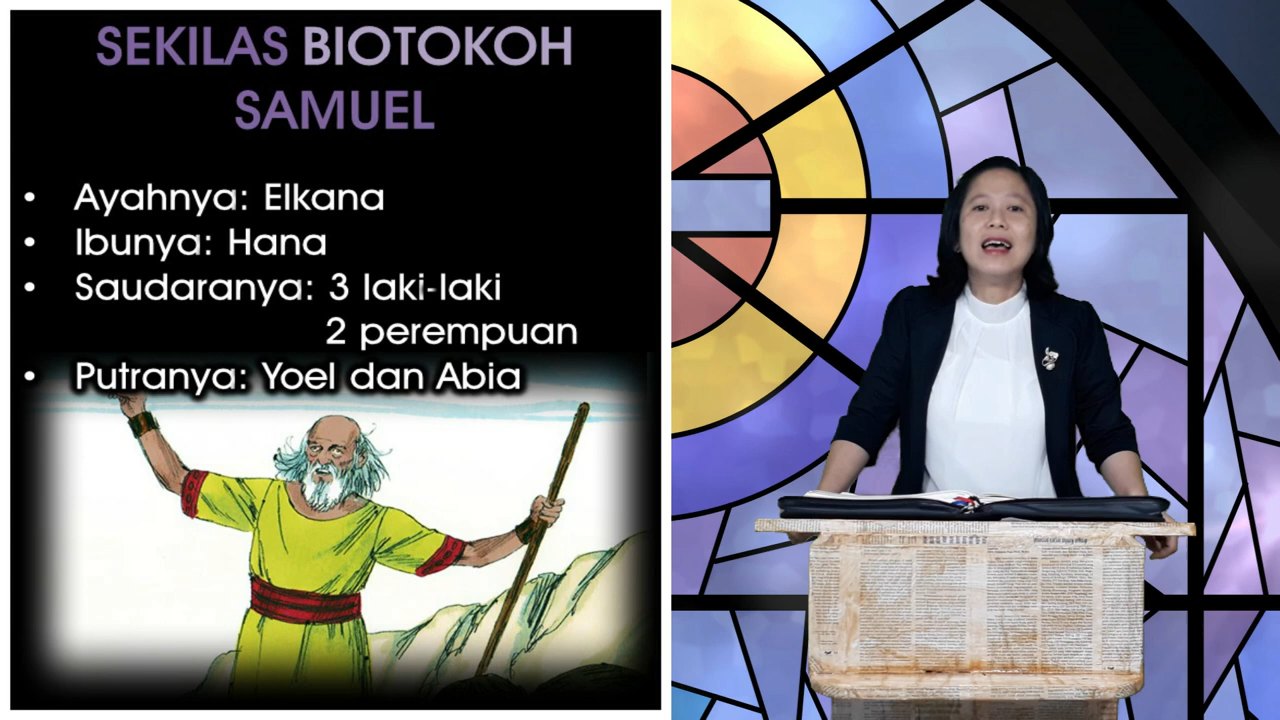 SEKILAS BIOTOKOH
SAMUEL
• Ayahnya: Elkana
• Ibunya: Hana
• Saudaranya: 3 laki-laki
2 perempuan
• Putranya: Yoel dan Abia